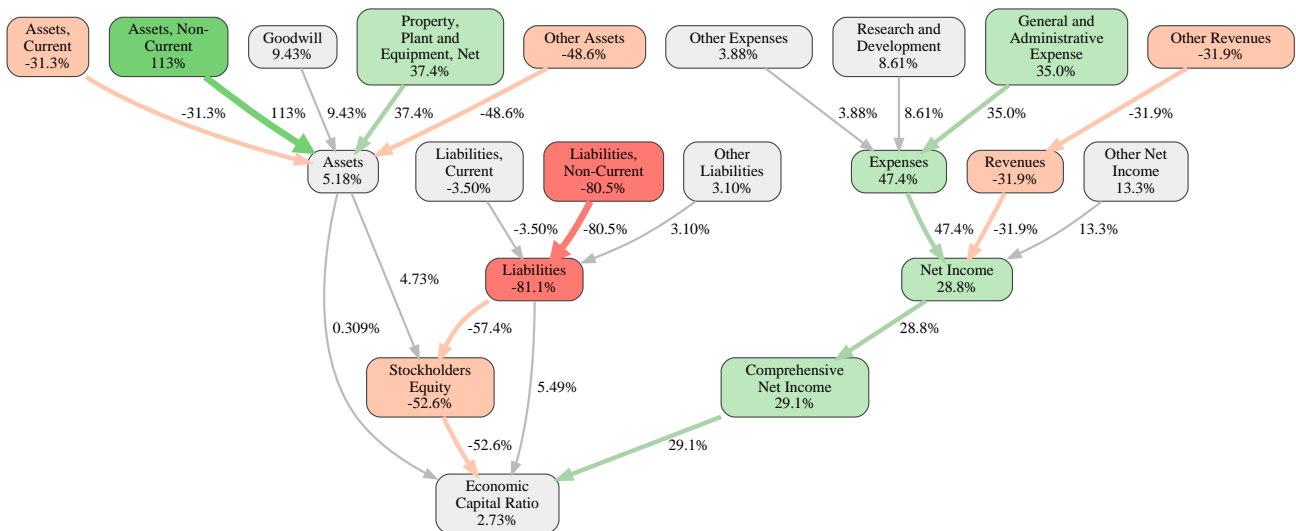 Assets,
Current
-31.3%
Assets, Non-
Current
113%
Goodwill
9.43%
Property,
Plant and
Equipment, Net
37.4%
Other Assets
-48.6%
Other Expenses
3.88%
Research and
Development
8.61%
General and
Administrative
Expense
35.0%
Other Revenues
-31.9%
-31.3%
113%
9.43%
37.4%
-48.6%
3.88%
8.61%
35.0%
-31.9%
Assets
5.18%
Liabilities,
Current
-3.50%
Liabilities,
Non-Current
-80.5%
Other
Liabilities
3.10%
Expenses
47.4%
Revenues
-31.9%
Other Net
Income
13.3%
-3.50%
-80.5%
3.10%
47.4%
-31.9%
13.3%
4.73%
Liabilities
-81.1%
Net Income
28.8%
0.309%
-57.4%
28.8%
Stockholders
Equity
-52.6%
5.49%
Comprehensive
Net Income
29.1%
-52.6%
29.1%
Economic
Capital Ratio
2.73%